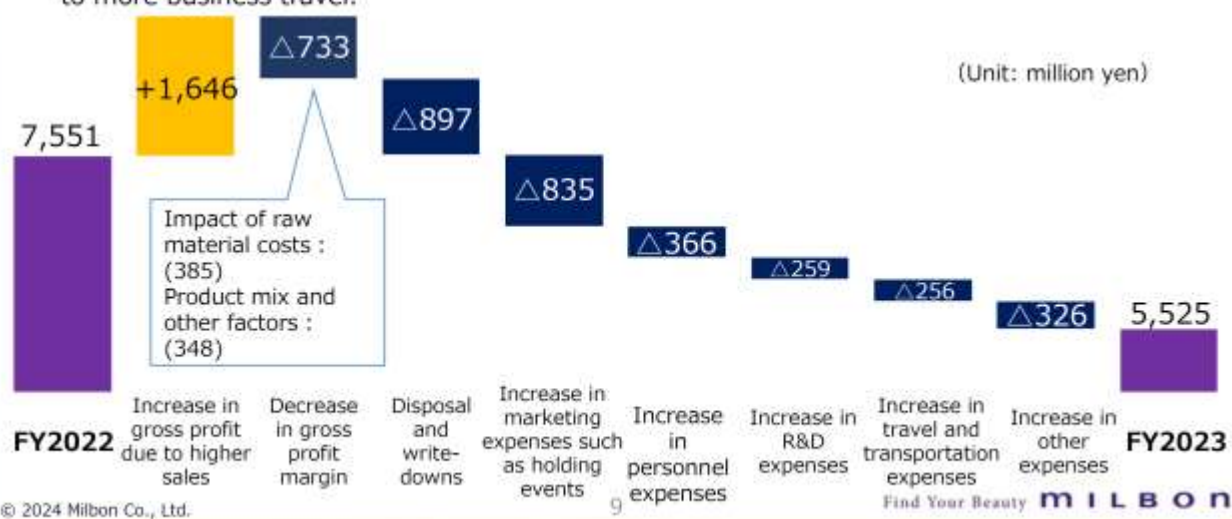 to more business travel.
(Unit: million yen)
7,551
+1,646
△733
△897
△835
△366
△259
△256
△326
5,525
Impact of raw
material costs :
(385)
Product mix and
other factors :
(348)
FY2022
Increase in
gross profit
due to higher
sales
Decrease
in gross
profit
margin
Disposal
and
write-
downs
Increase in
marketing
expenses such
as holding
events
Increase
in
personnel
expenses
Increase in
R&D
expenses
Increase in
travel and
transportation
expenses
Increase in
other
expenses
FY2023
© 2024 Milbon Co., Ltd.
9
Find Your Beauty MILBON